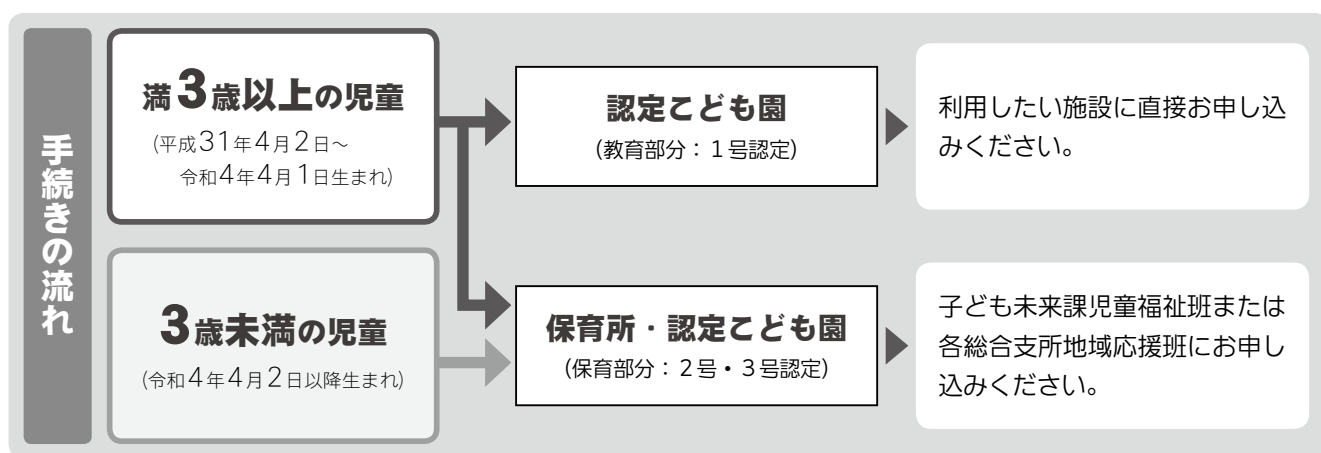 手続きの流れ
満3歳以上の児童
(平成31年4月2日～
令和4年4月1日生まれ)
認定こども園
(教育部分：1号認定)
利用したい施設に直接お申し込
みください。
3歳未満の児童
(令和4年4月2日以降生まれ)
保育所・認定こども園
(保育部分：2号・3号認定)
子ども未来課児童福祉班または
各総合支所地域応援班にお申し
込みください。